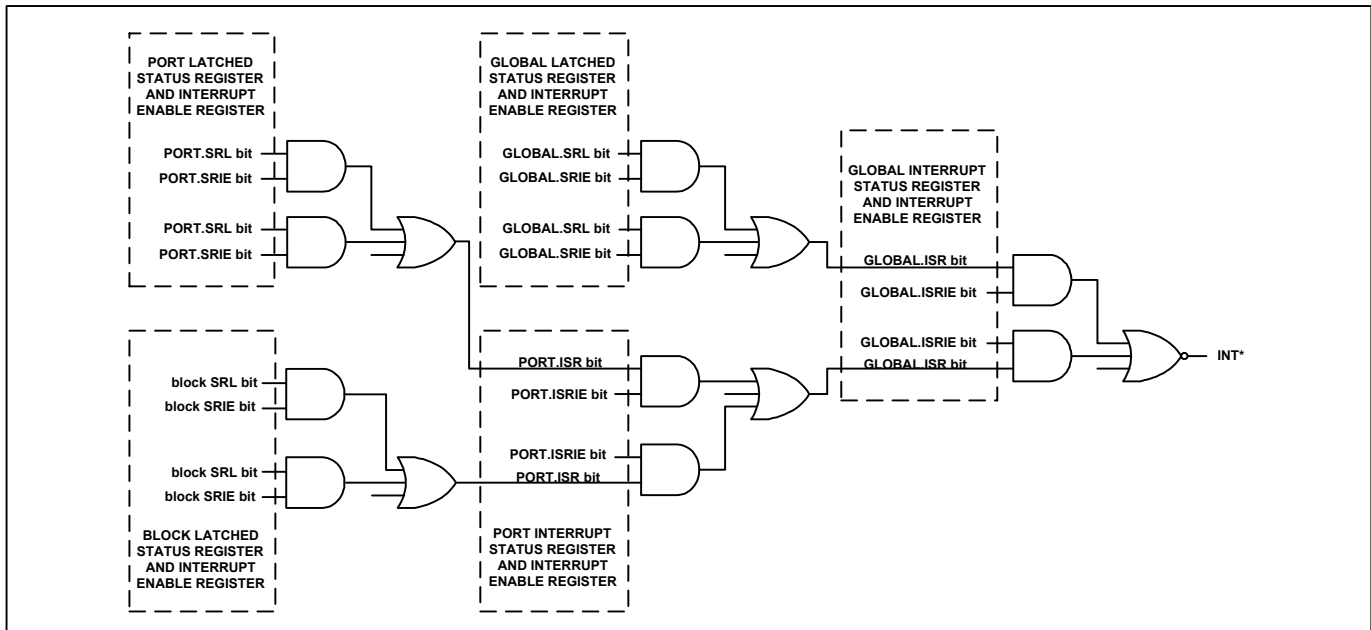 PORT LATCHED
STATUS REGISTER
AND INTERRUPT
ENABLE REGISTER
PORT.SRL bit
PORT.SRIE bit
PORT.SRL bit
PORT.SRIE bit
GLOBAL LATCHED
STATUS REGISTER
AND INTERRUPT
ENABLE REGISTER
GLOBAL.SRL bit
GLOBAL.SRIE bit
GLOBAL.SRL bit
GLOBAL.SRIE bit
GLOBAL INTERRUPT
STATUS REGISTER
AND INTERRUPT
ENABLE REGISTER
GLOBAL.ISR bit
GLOBAL.ISRIE bit
GLOBAL.ISRIE bit
GLOBAL.ISR bit
INT*
block SRL bit
block SRIE bit
block SRL bit
block SRIE bit
BLOCK LATCHED
STATUS REGISTER
AND INTERRUPT
ENABLE REGISTER
PORT.ISR bit
PORT.ISRIE bit
PORT.ISRIE bit
PORT.ISR bit
PORT INTERRUPT
STATUS REGISTER
AND INTERRUPT
ENABLE REGISTER